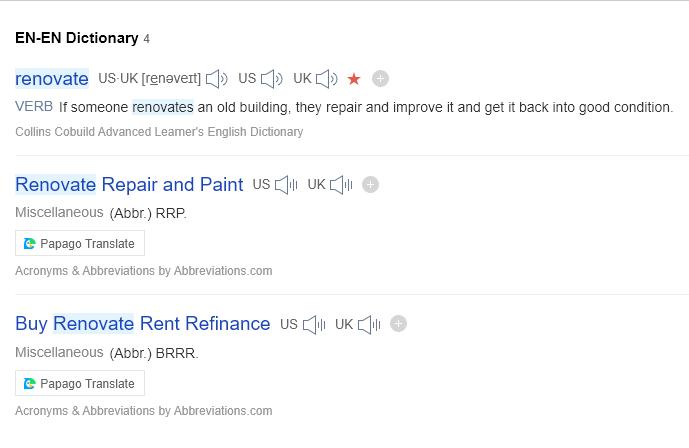 EN-EN Dictionary 4
renovate US·UK [renəveɪt] US UK
VERB If someone renovates an old building, they repair and improve it and get it back into good condition.
Collins Cobuild Advanced Learner's English Dictionary
Renovate Repair and Paint US UK
Miscellaneous (Abbr.) RRP.
Papago Translate
Acronyms & Abbreviations by Abbreviations.com
Buy Renovate Rent Refinance US UK
Miscellaneous (Abbr.) BRRR.
Papago Translate
Acronyms & Abbreviations by Abbreviations.com